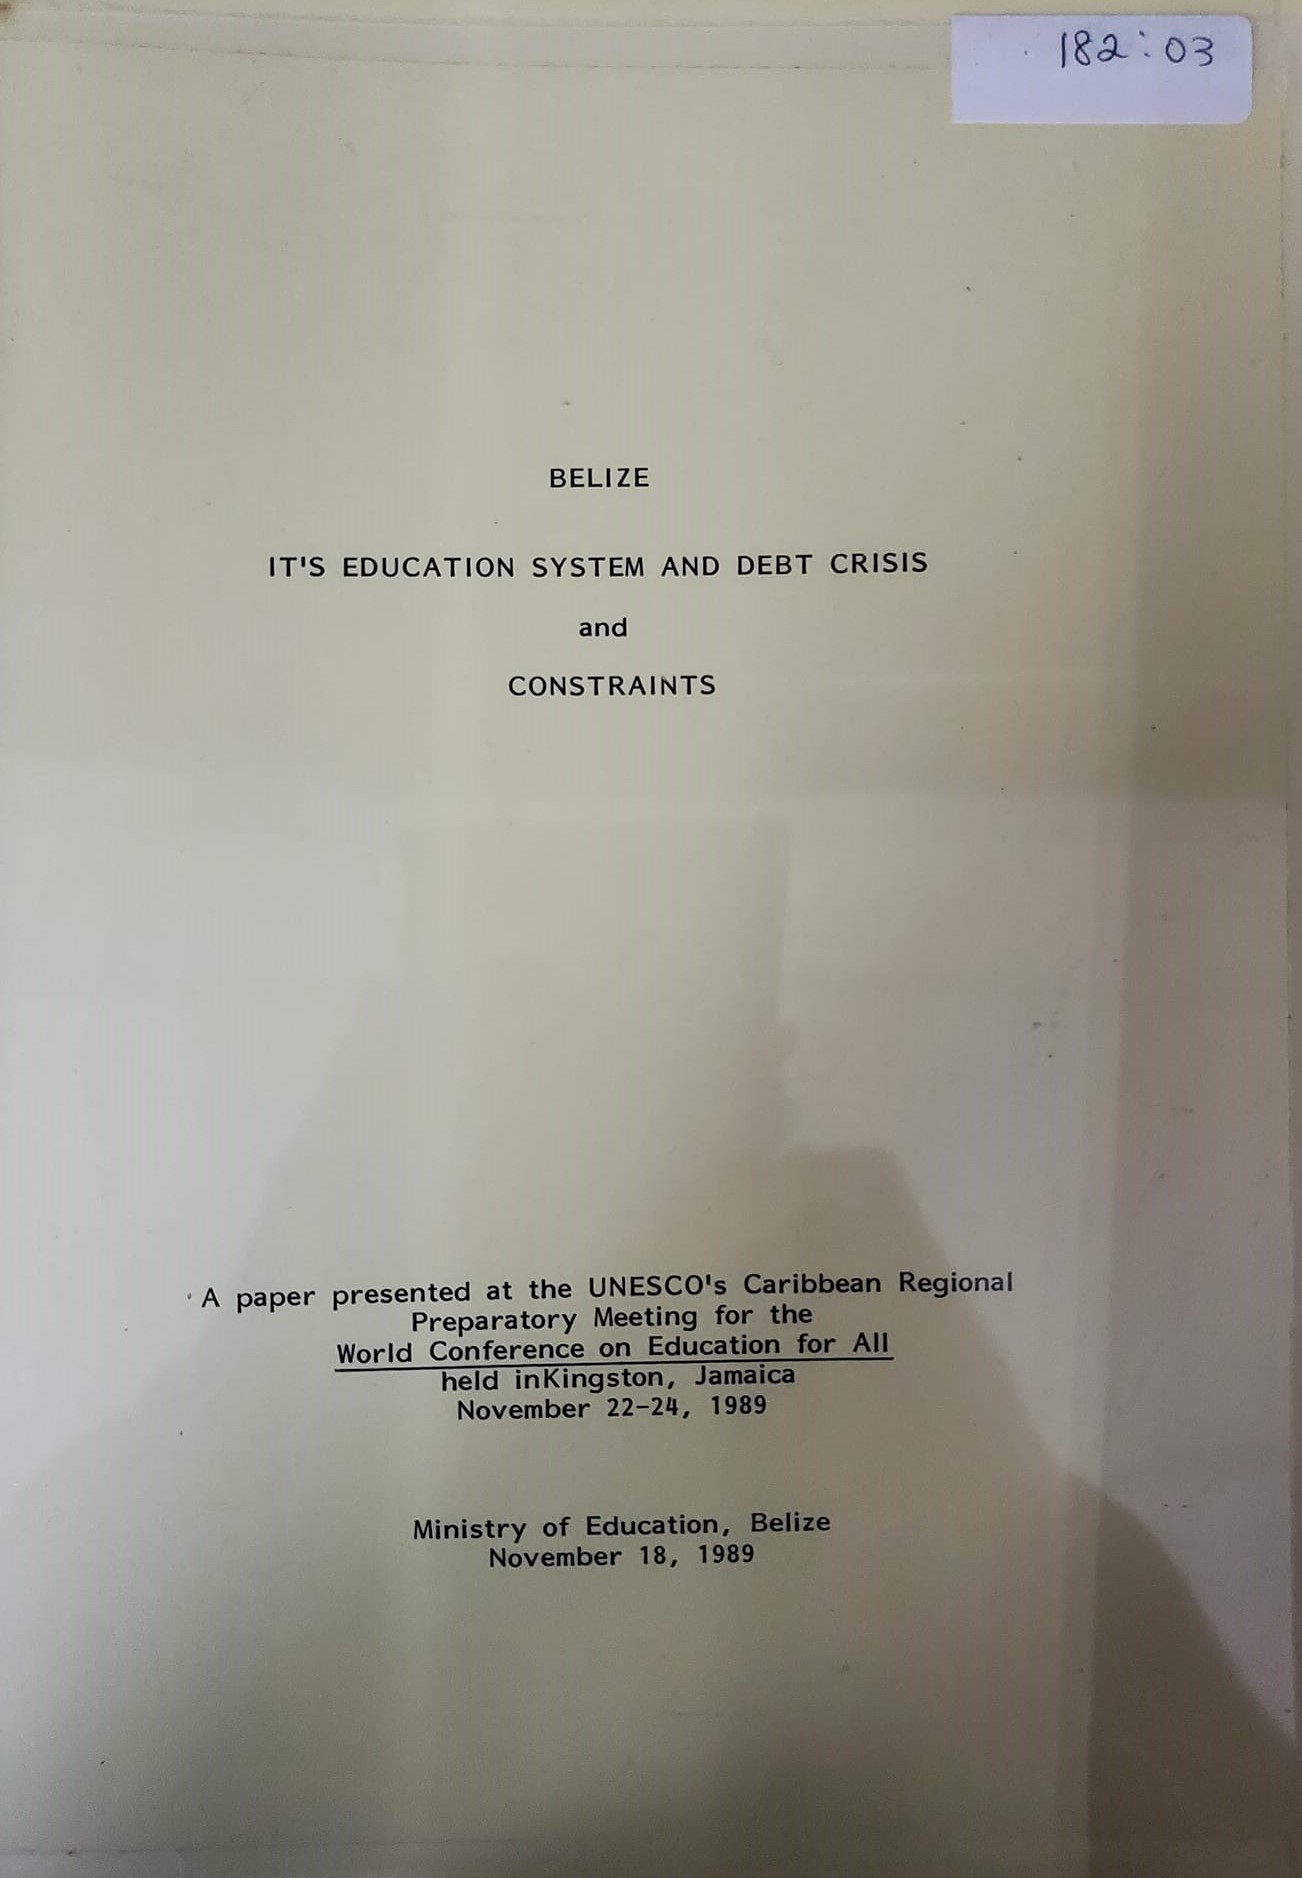 182:03
BELIZE
IT'S EDUCATION SYSTEM AND DEBT CRISIS
and
CONSTRAINTS
A paper presented at the UNESCO's Caribbean Regional
Preparatory Meeting for the
World Conference on Education for All
held inKingston, Jamaica
November 22-24, 1989
Ministry of Education, Belize
November 18, 1989